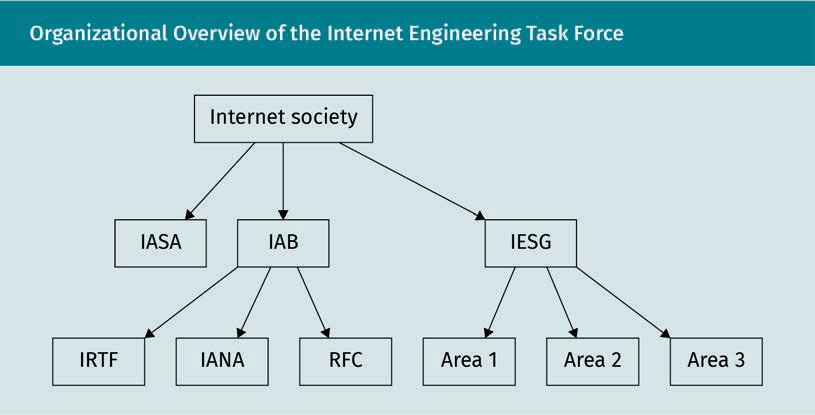 Organizational Overview of the Internet Engineering Task Force
Internet society
IASA
IAB
IESG
IRTF
IANA
RFC
Area 1
Area 2
Area 3